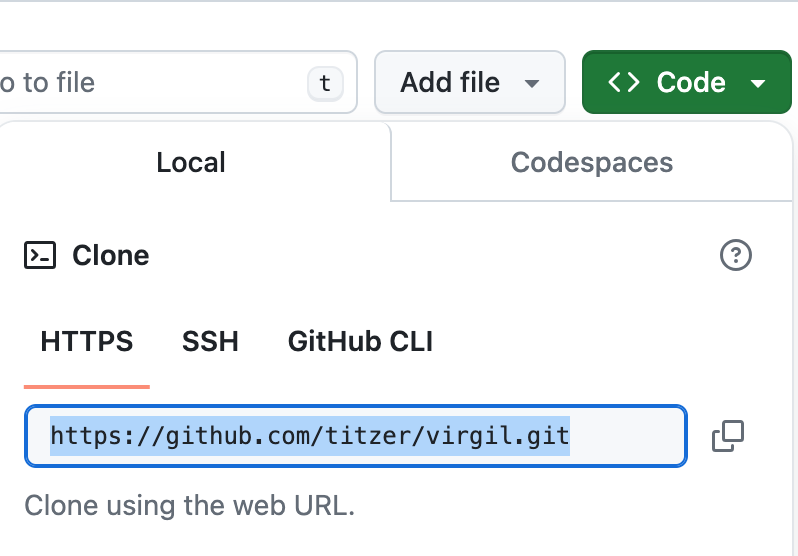 o to file t Add file <> Code
Local Codespaces
Clone
HTTPS SSH GitHub CLI
https://github.com/titzer/virgil.git
Clone using the web URL.